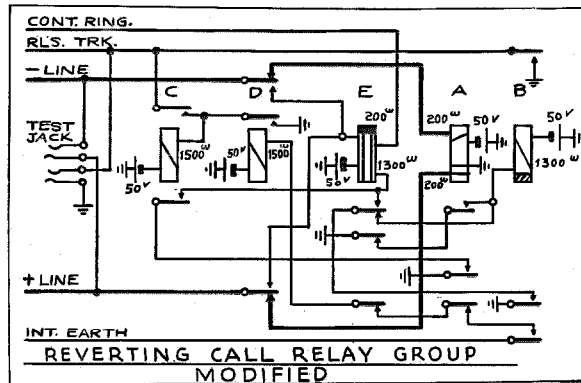 CONT. RING.
RLS. TRK.
— LINE
C D E A B
TEST
JACK
200ω
200ω
50V
50V
1500ω
50V
1500ω
50V
1300ω
50V
200ω
1300ω
+ LINE
INT. EARTH
REVERTING CALL RELAY GROUP
MODIFIED